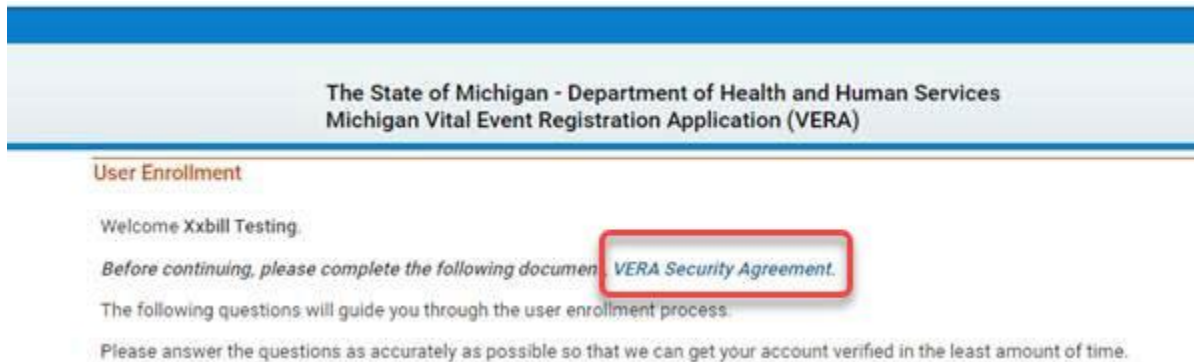 The State of Michigan - Department of Health and Human Services
Michigan Vital Event Registration Application (VERA)
User Enrollment
Welcome Xxbill Testing.
Before continuing, please complete the following documen. VERA Security Agreement.
The following questions will guide you through the user enrollment process.
Please answer the questions as accurately as possible so that we can get your account verified in the least amount of time.